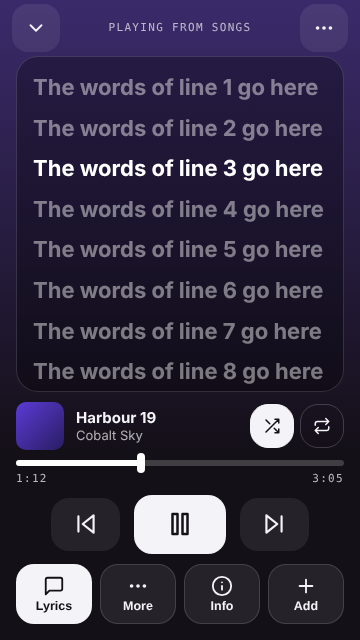 PLAYING FROM SONGS
The words of line 1 go here
The words of line 2 go here
The words of line 3 go here
The words of line 4 go here
The words of line 5 go here
The words of line 6 go here
The words of line 7 go here
The words of line 8 go here
Harbour 19
Cobalt Sky
1:12 3:05
Lyrics More Info Add